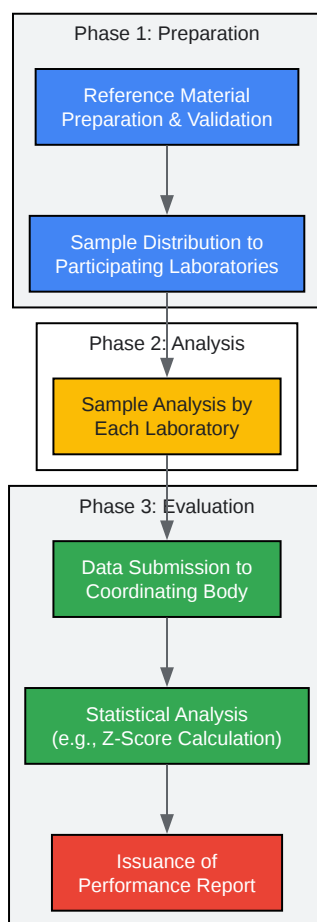 Phase 1: Preparation
Reference Material
Preparation & Validation
Sample Distribution to
Participating Laboratories
Phase 2: Analysis
Sample Analysis by
Each Laboratory
Phase 3: Evaluation
Data Submission to
Coordinating Body
Statistical Analysis
(e.g., Z-Score Calculation)
Issuance of
Performance Report